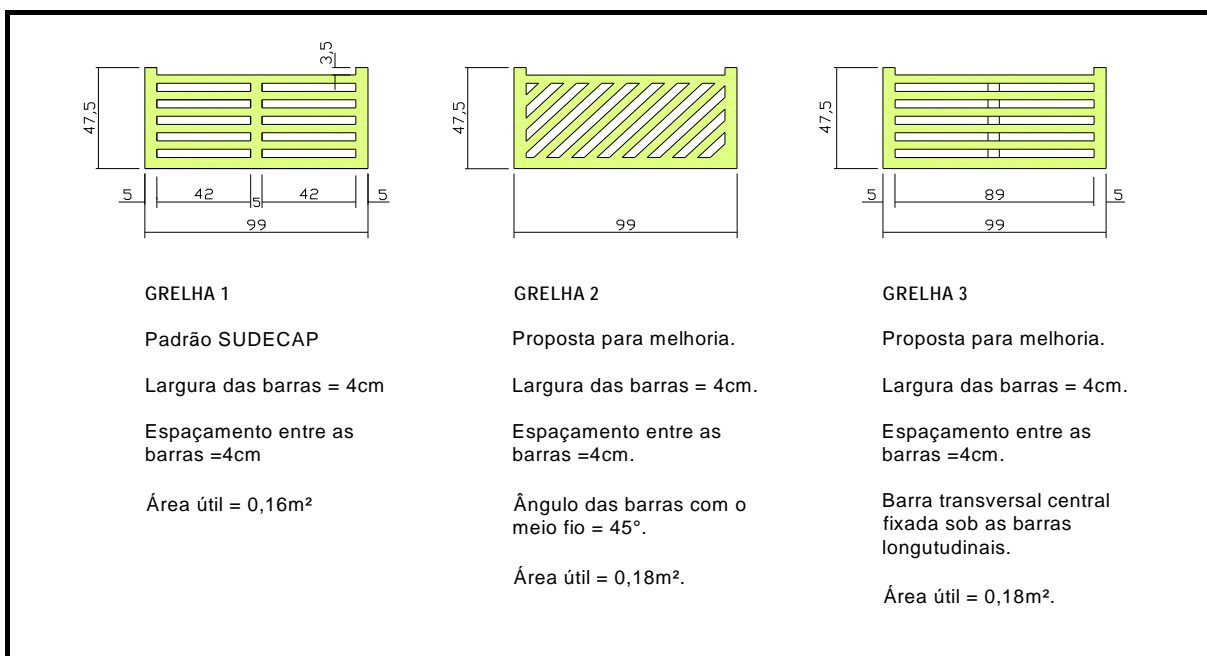 3,5
47,5
5
42
5
42
5
99
47,5
99
47,5
5
89
5
99
GRELHA 1
Padrão SUDECAP
Largura das barras = 4cm
Espaçamento entre as
barras =4cm
Área útil = 0,16m²
GRELHA 2
Proposta para melhoria.
Largura das barras = 4cm.
Espaçamento entre as
barras =4cm.
Ângulo das barras com o
meio fio = 45°.
Área útil = 0,18m².
GRELHA 3
Proposta para melhoria.
Largura das barras = 4cm.
Espaçamento entre as
barras =4cm.
Barra transversal central
fixada sob as barras
longutudinais.
Área útil = 0,18m².